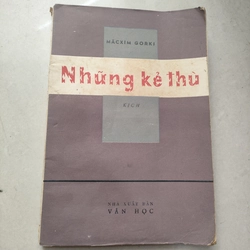 MÁCXIM GORKI
Những kẻ thù
KỊCH
NHÀ XUẤT BẢN
VĂN HỌC